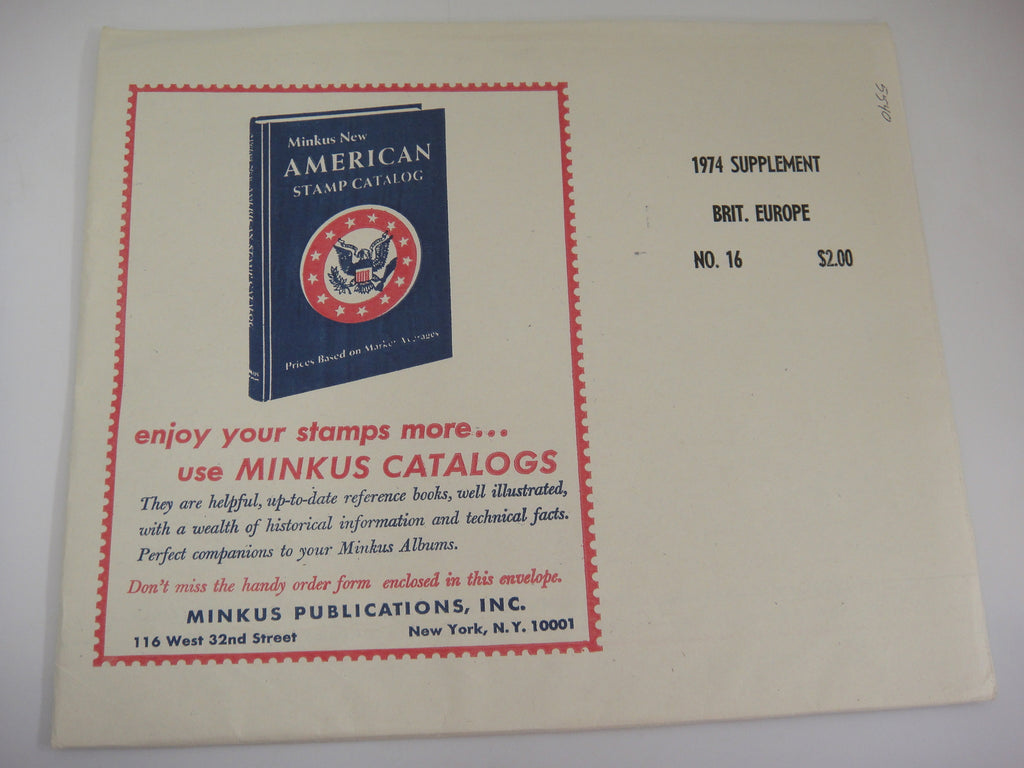 Minkus New
AMERICAN
STAMP CATALOG
Prices Based on Market Averages
enjoy your stamps more...
use MINKUS CATALOGS
They are helpful, up-to-date reference books, well illustrated,
with a wealth of historical information and technical facts.
Perfect companions to your Minkus Albums.
Don't miss the handy order form enclosed in this envelope.
MINKUS PUBLICATIONS, INC.
116 West 32nd Street New York, N.Y. 10001
1974 SUPPLEMENT
BRIT. EUROPE
NO. 16 $2.00